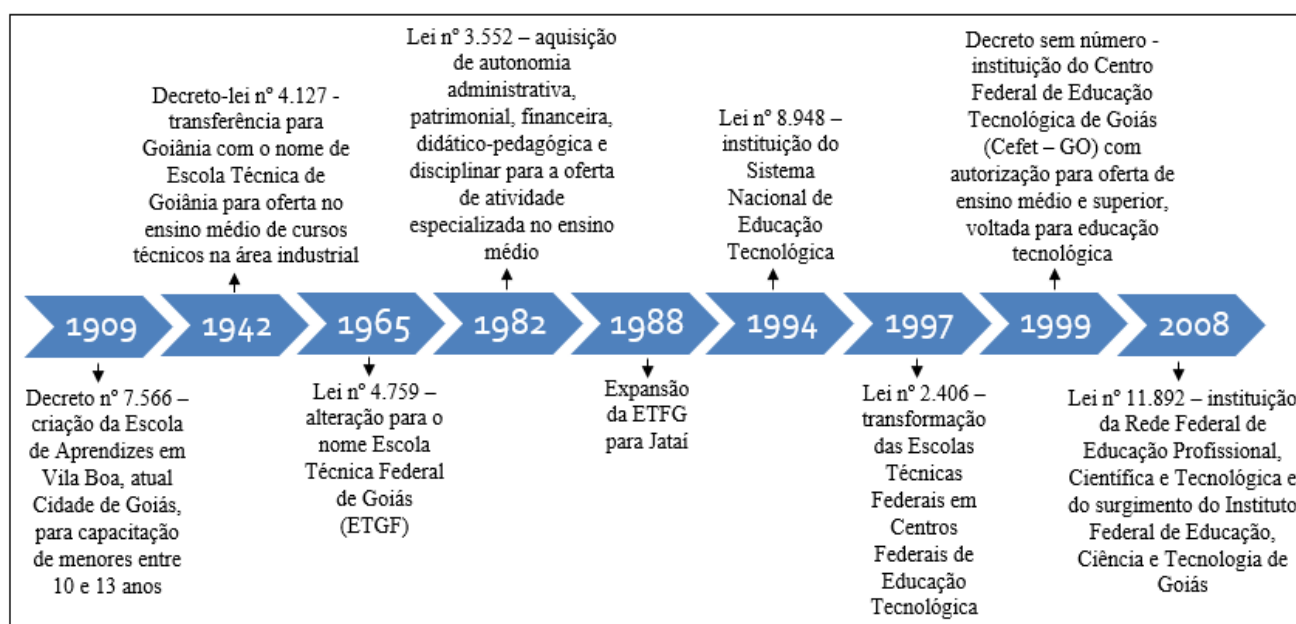 Decreto-lei nº 4.127 -
transferência para
Goiânia com o nome de
Escola Técnica de
Goiânia para oferta no
ensino médio de cursos
técnicos na área industrial
Lei nº 3.552 – aquisição
de autonomia
administrativa,
patrimonial, financeira,
didático-pedagógica e
disciplinar para a oferta
de atividade
especializada no ensino
médio
Lei nº 8.948 –
instituição do
Sistema
Nacional de
Educação
Tecnológica
Decreto sem número -
instituição do Centro
Federal de Educação
Tecnológica de Goiás
(Cefet – GO) com
autorização para oferta de
ensino médio e superior,
voltada para educação
tecnológica
1909
1942
1965
1982
1988
1994
1997
1999
2008
Decreto nº 7.566 –
criação da Escola
de Aprendizes em
Vila Boa, atual
Cidade de Goiás,
para capacitação
de menores entre
10 e 13 anos
Lei nº 4.759 –
alteração para o
nome Escola
Técnica Federal
de Goiás
(ETGF)
Expansão
da ETFG
para Jataí
Lei nº 2.406 –
transformação
das Escolas
Técnicas
Federais em
Centros
Federais de
Educação
Tecnológica
Lei nº 11.892 – instituição
da Rede Federal de
Educação Profissional,
Científica e Tecnológica e
do surgimento do Instituto
Federal de Educação,
Ciência e Tecnologia de
Goiás